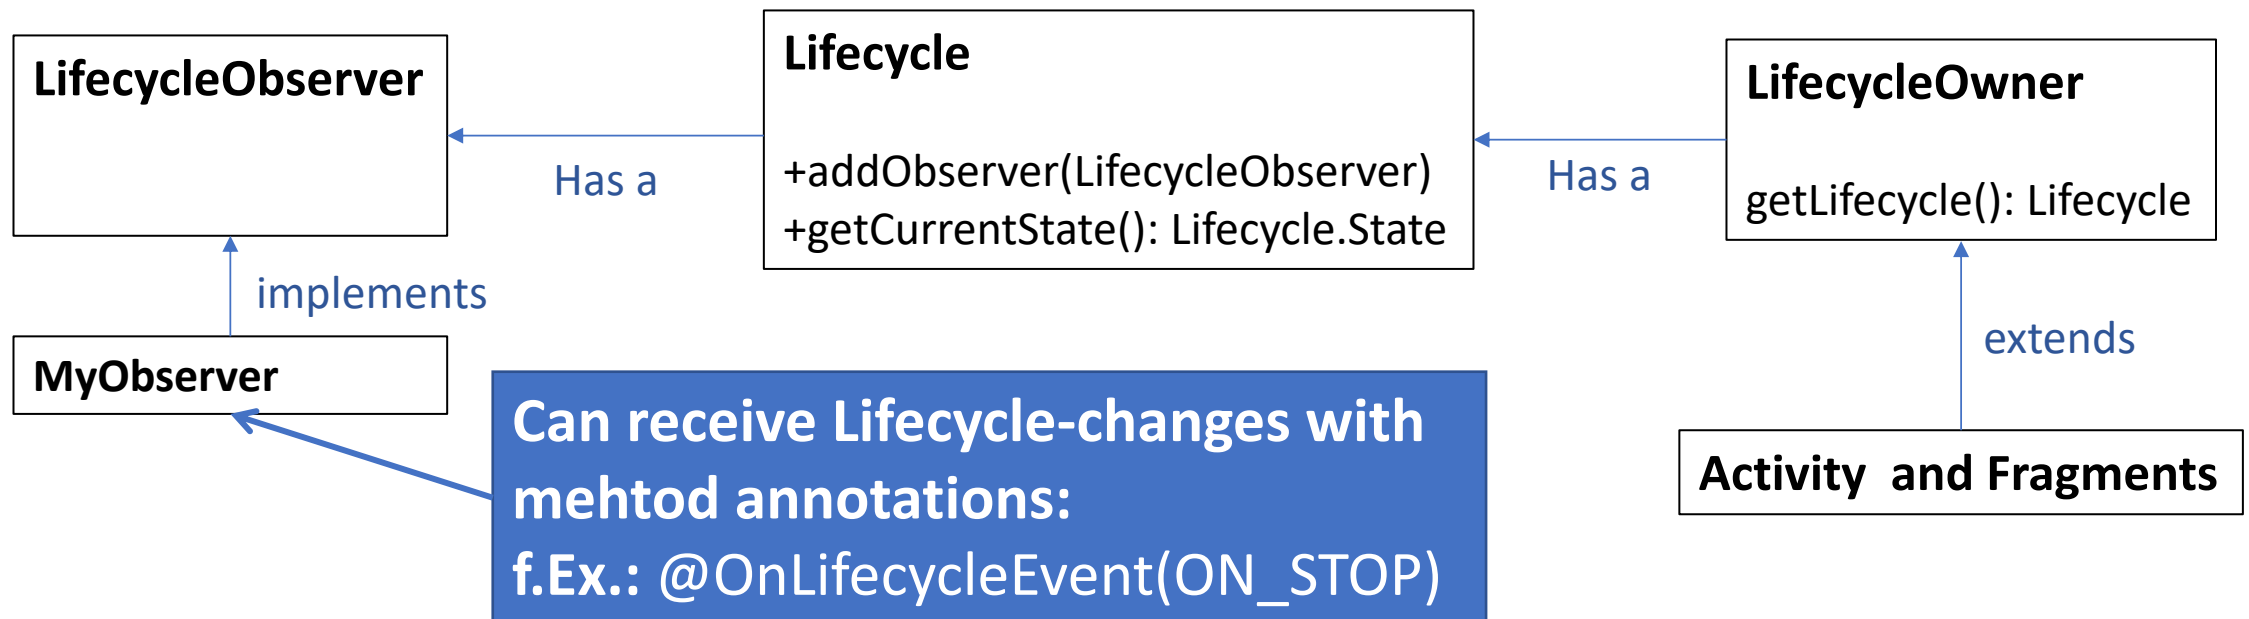 LifecycleObserver
Has a
Lifecycle
+addObserver(LifecycleObserver)
+getCurrentState(): Lifecycle.State
Has a
LifecycleOwner
getLifecycle(): Lifecycle
implements
MyObserver
Can receive Lifecycle-changes with
mehtod annotations:
f.Ex.: @OnLifecycleEvent(ON_STOP)
extends
Activity and Fragments